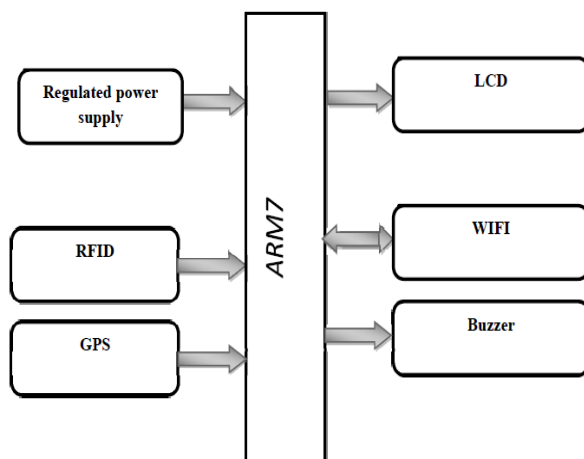 Regulated power
supply
RFID
GPS
ARM7
LCD
WIFI
Buzzer